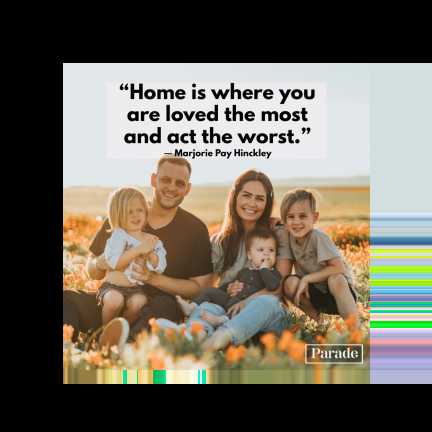 “Home is where you
are loved the most
and act the worst.”
— Marjorie Pay Hinckley
Parade